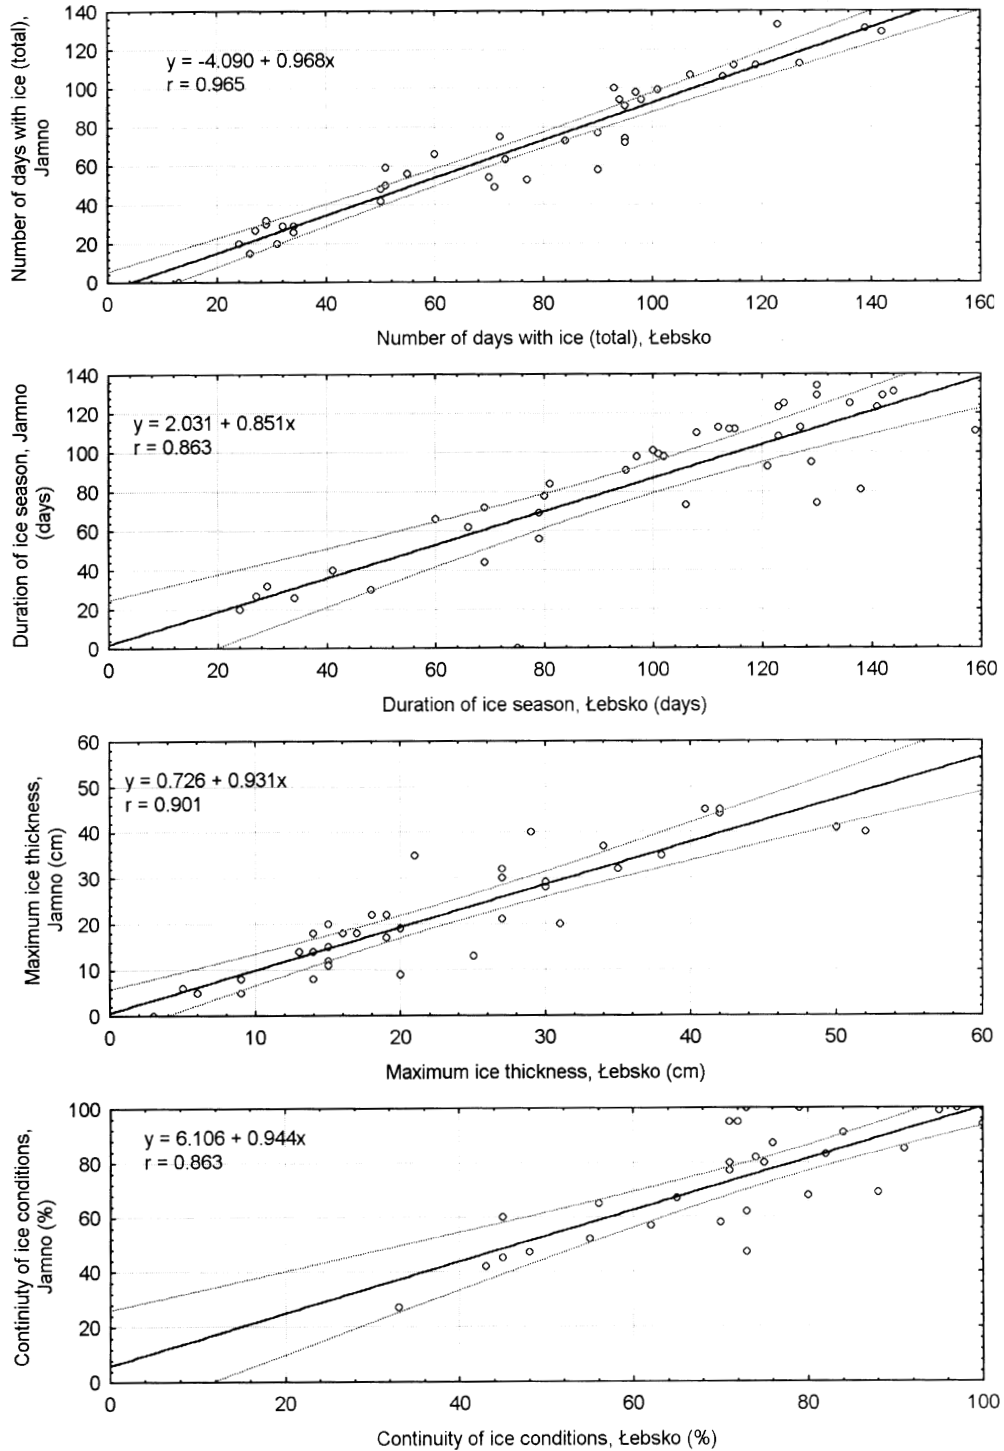 Number of days with ice (total),
Jamno
140
120
100
80
60
40
20
0
y = -4.090 + 0.968x
r = 0.965
0 20 40 60 80 100 120 140 160
Number of days with ice (total), Łebsko
Duration of ice season, Jamno
(days)
140
120
100
80
60
40
20
0
y = 2.031 + 0.851x
r = 0.863
0 20 40 60 80 100 120 140 160
Duration of ice season, Łebsko (days)
Maximum ice thickness,
Jamno (cm)
60
50
40
30
20
10
0
y = 0.726 + 0.931x
r = 0.901
0 10 20 30 40 50 60
Maximum ice thickness, Łebsko (cm)
Continiuty of ice conditions,
Jamno (%)
100
80
60
40
20
0
y = 6.106 + 0.944x
r = 0.863
0 20 40 60 80 100
Continuity of ice conditions, Łebsko (%)